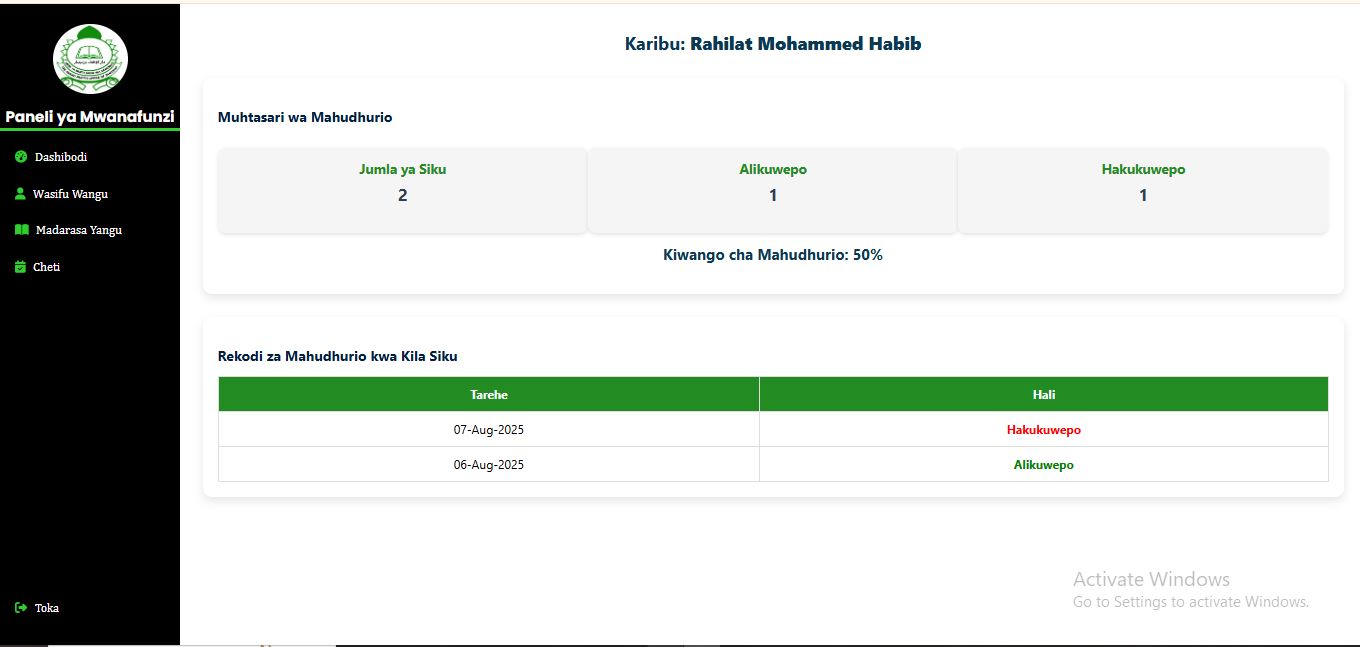 Karibu: Rahilat Mohammed Habib
Paneli ya Mwanafunzi
Dashibodi
Wasifu Wangu
Madarasa Yangu
Cheti
Toka
Muhtasari wa Mahudhurio
Jumla ya Siku
2
Alikuwepo
1
Hakukuwepo
1
Kiwango cha Mahudhurio: 50%
Rekodi za Mahudhurio kwa Kila Siku
Tarehe Hali
07-Aug-2025 Hakukuwepo
06-Aug-2025 Alikuwepo
Activate Windows
Go to Settings to activate Windows.